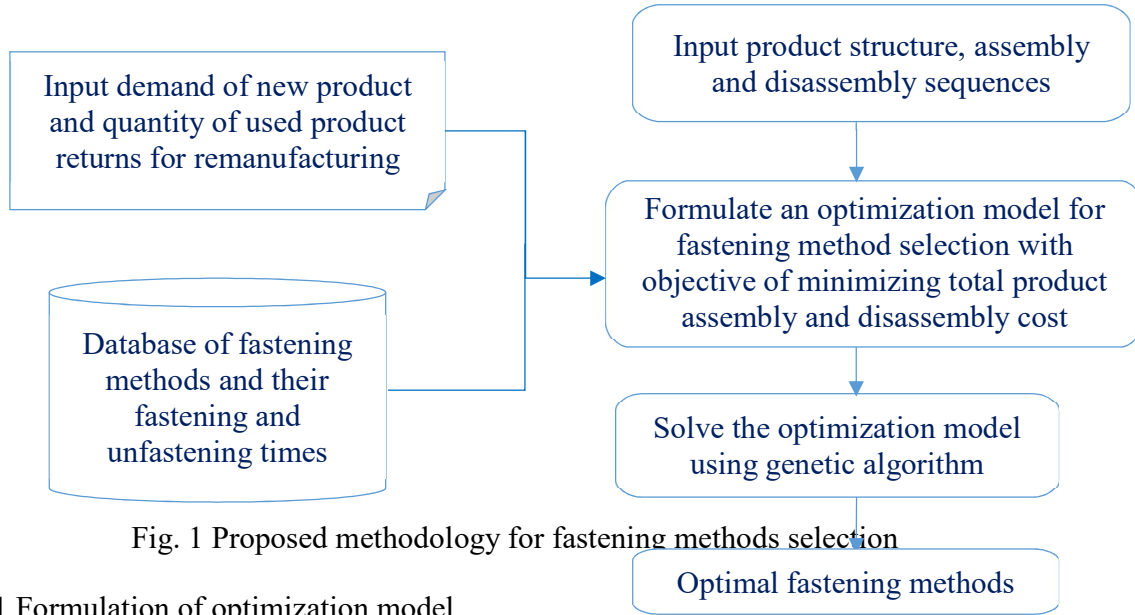 Input product structure, assembly
and disassembly sequences
Input demand of new product
and quantity of used product
returns for remanufacturing
Formulate an optimization model for
fastening method selection with
objective of minimizing total product
assembly and disassembly cost
Database of fastening
methods and their
fastening and
unfastening times
Solve the optimization model
using genetic algorithm
Fig. 1 Proposed methodology for fastening methods selection
Optimal fastening methods
Formulation of optimization model